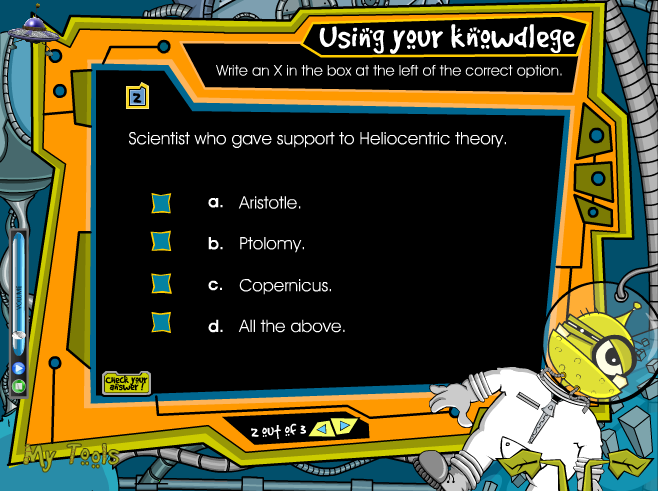 Using your knowdlege
Write an X in the box at the left of the correct option.
2
Scientist who gave support to Heliocentric theory.
a. Aristotle.
b. Ptolomy.
c. Copernicus.
d. All the above.
VOLUME
Check your
answer!
2 out of 3
My Tools